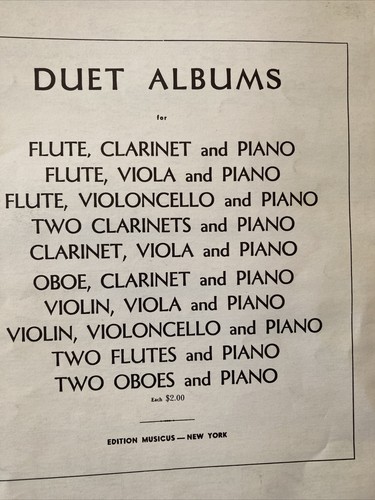 DUET ALBUMS
for
FLUTE, CLARINET and PIANO
FLUTE, VIOLA and PIANO
FLUTE, VIOLONCELLO and PIANO
TWO CLARINETS and PIANO
CLARINET, VIOLA and PIANO
OBOE, CLARINET and PIANO
VIOLIN, VIOLA and PIANO
VIOLIN, VIOLONCELLO and PIANO
TWO FLUTES and PIANO
TWO OBOES and PIANO
Each $2.00
EDITION MUSICUS — NEW YORK